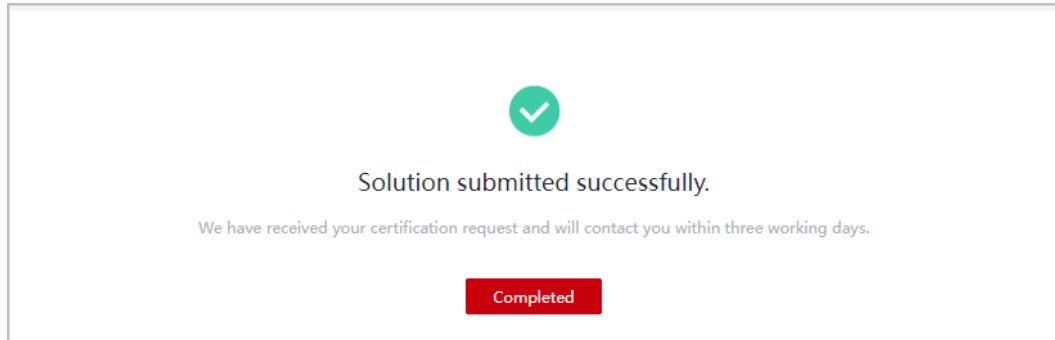 Solution submitted successfully.
We have received your certification request and will contact you within three working days.
Completed